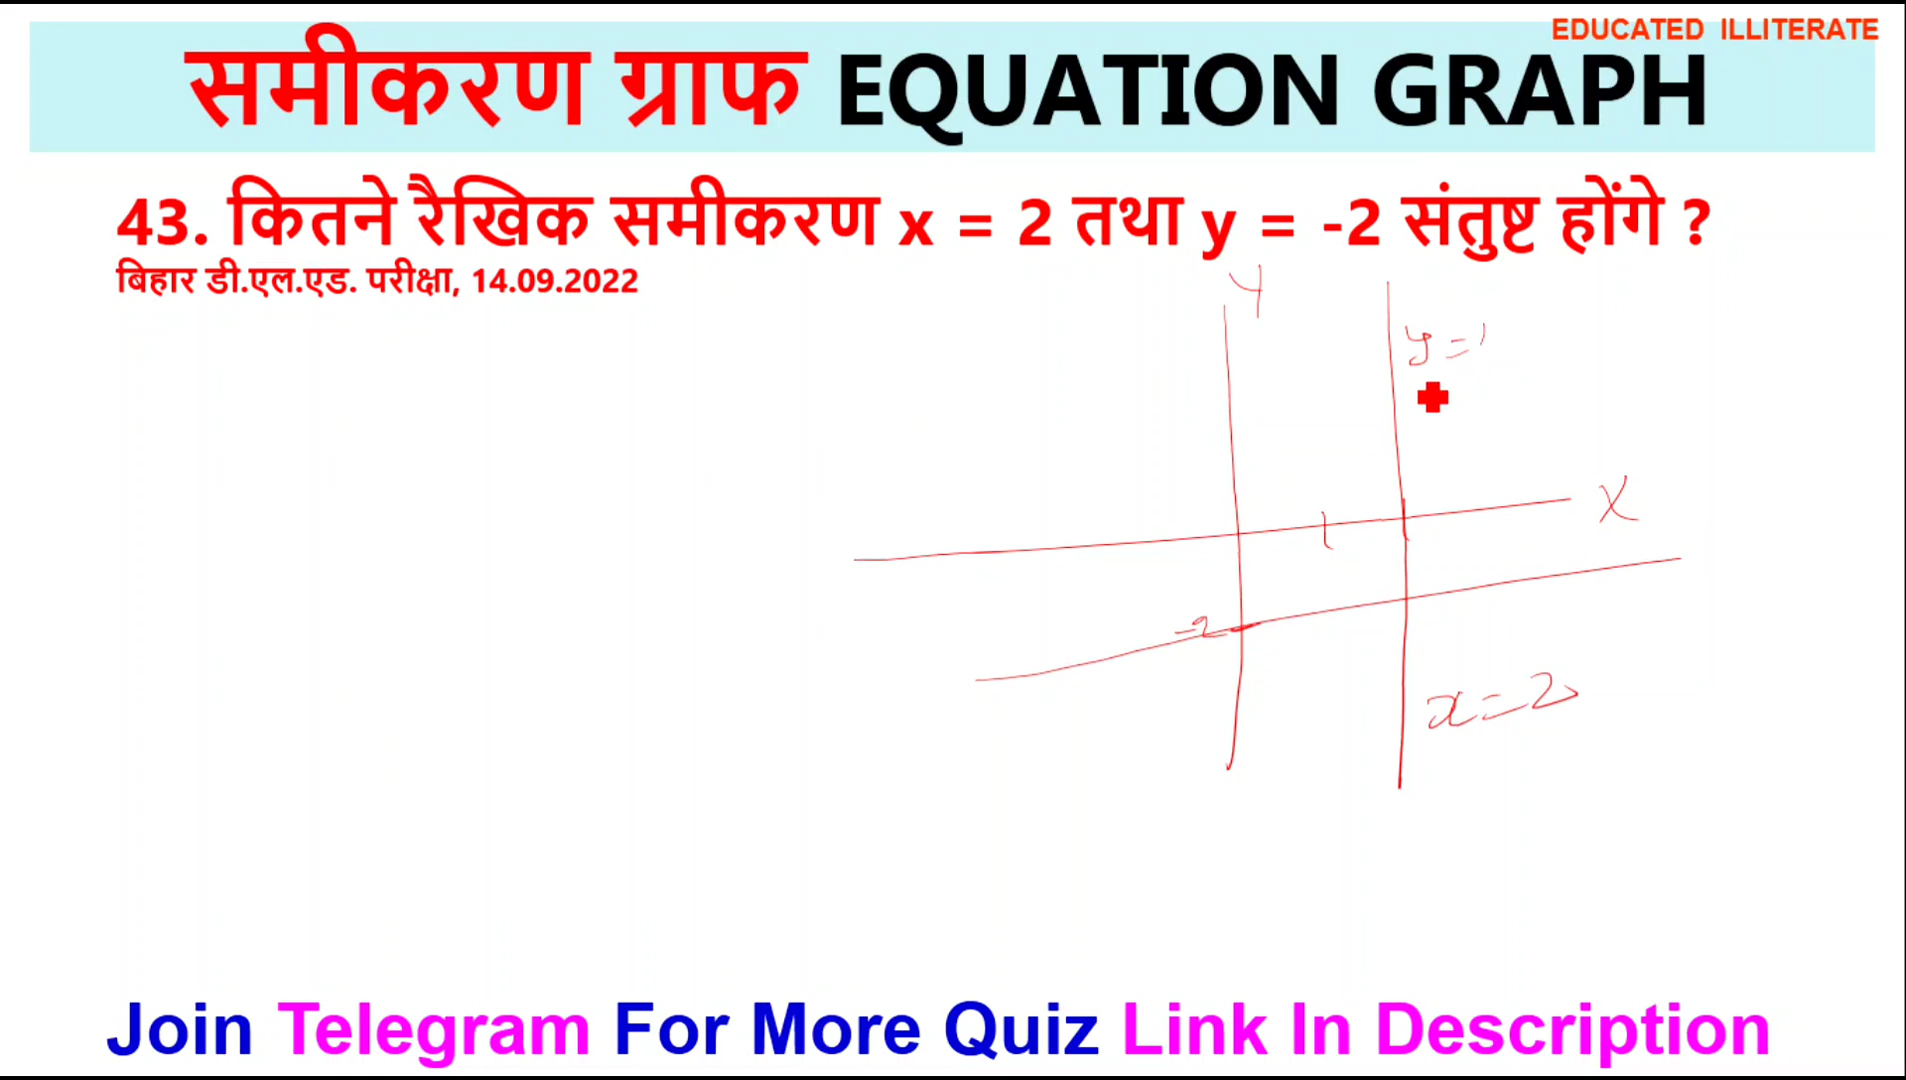 EDUCATED ILLITERATE
समीकरण ग्राफ EQUATION GRAPH
43. कितने रैखिक समीकरण x = 2 तथा y = -2 संतुष्ट होंगे ?
बिहार डी.एल.एड. परीक्षा, 14.09.2022
Y
y =
X
1
-2
x = 2
Join Telegram For More Quiz Link In Description